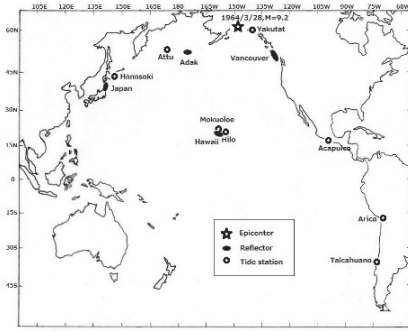 105E 120E 135E 150E 165E 180 165W 150W 135W 120W 105W 90W 75W
1964/3/28,M=9.2
60N
Yakutat
Attu
Adak
Vancouver
45N
Hanasaki
Japan
30N
Mokuoloe
Hawaii
Hilo
15N
Acapulco
0
15S
Arica
Epicenter
30S
Reflector
Talcahuano
Tide station
45S